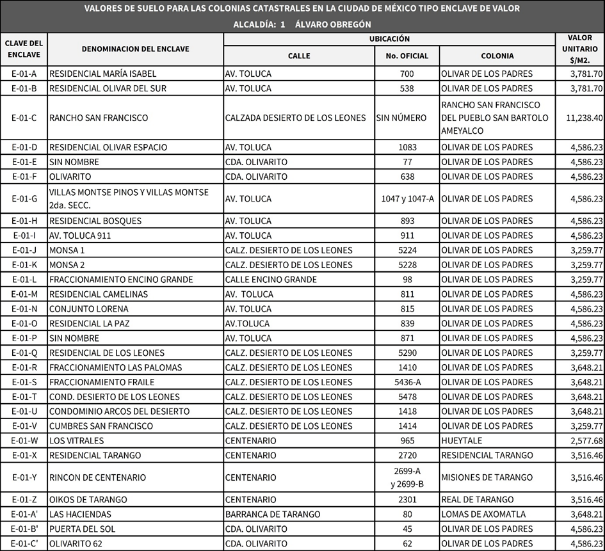 VALORES DE SUELO PARA LAS COLONIAS CATASTRALES EN LA CIUDAD DE MÉXICO TIPO ENCLAVE DE VALOR
ALCALDÍA: 1 ÁLVARO OBREGÓN
CLAVE DEL ENCLAVE DENOMINACION DEL ENCLAVE UBICACIÓN VALOR UNITARIO $/M2.
CALLE No. OFICIAL COLONIA
E-01-A RESIDENCIAL MARÍA ISABEL AV. TOLUCA 700 OLIVAR DE LOS PADRES 3,781.70
E-01-B RESIDENCIAL OLIVAR DEL SUR AV. TOLUCA 538 OLIVAR DE LOS PADRES 3,781.70
E-01-C RANCHO SAN FRANCISCO CALZADA DESIERTO DE LOS LEONES SIN NÚMERO RANCHO SAN FRANCISCO DEL PUEBLO SAN BARTOLO AMEYALCO 11,238.40
E-01-D RESIDENCIAL OLIVAR ESPACIO AV. TOLUCA 1083 OLIVAR DE LOS PADRES 4,586.23
E-01-E SIN NOMBRE CDA. OLIVARITO 77 OLIVAR DE LOS PADRES 4,586.23
E-01-F OLIVARITO CDA. OLIVARITO 638 OLIVAR DE LOS PADRES 4,586.23
E-01-G VILLAS MONTSE PINOS Y VILLAS MONTSE 2da. SECC. AV. TOLUCA 1047 y 1047-A OLIVAR DE LOS PADRES 4,586.23
E-01-H RESIDENCIAL BOSQUES AV. TOLUCA 893 OLIVAR DE LOS PADRES 4,586.23
E-01-I AV. TOLUCA 911 AV. TOLUCA 911 OLIVAR DE LOS PADRES 4,586.23
E-01-J MONSA 1 CALZ. DESIERTO DE LOS LEONES 5224 OLIVAR DE LOS PADRES 3,259.77
E-01-K MONSA 2 CALZ. DESIERTO DE LOS LEONES 5228 OLIVAR DE LOS PADRES 3,259.77
E-01-L FRACCIONAMIENTO ENCINO GRANDE CALLE ENCINO GRANDE 98 OLIVAR DE LOS PADRES 3,259.77
E-01-M RESIDENCIAL CAMELINAS AV. TOLUCA 811 OLIVAR DE LOS PADRES 4,586.23
E-01-N CONJUNTO LORENA AV. TOLUCA 815 OLIVAR DE LOS PADRES 4,586.23
E-01-O RESIDENCIAL LA PAZ AV.TOLUCA 839 OLIVAR DE LOS PADRES 4,586.23
E-01-P SIN NOMBRE AV. TOLUCA 871 OLIVAR DE LOS PADRES 4,586.23
E-01-Q RESIDENCIAL DE LOS LEONES CALZ. DESIERTO DE LOS LEONES 5290 OLIVAR DE LOS PADRES 3,259.77
E-01-R FRACCIONAMIENTO LAS PALOMAS CALZ. DESIERTO DE LOS LEONES 1410 OLIVAR DE LOS PADRES 3,648.21
E-01-S FRACCIONAMIENTO FRAILE CALZ. DESIERTO DE LOS LEONES 5436-A OLIVAR DE LOS PADRES 3,648.21
E-01-T COND. DESIERTO DE LOS LEONES CALZ. DESIERTO DE LOS LEONES 5478 OLIVAR DE LOS PADRES 3,648.21
E-01-U CONDOMINIO ARCOS DEL DESIERTO CALZ. DESIERTO DE LOS LEONES 1418 OLIVAR DE LOS PADRES 3,648.21
E-01-V CUMBRES SAN FRANCISCO CALZ. DESIERTO DE LOS LEONES 1414 OLIVAR DE LOS PADRES 3,259.77
E-01-W LOS VITRALES CENTENARIO 965 HUEYTALE 2,577.68
E-01-X RESIDENCIAL TARANGO CENTENARIO 2720 RESIDENCIAL TARANGO 3,516.46
E-01-Y RINCON DE CENTENARIO CENTENARIO 2699-A y 2699-B MISIONES DE TARANGO 3,516.46
E-01-Z OIKOS DE TARANGO CENTENARIO 2301 REAL DE TARANGO 3,516.46
E-01-A' LAS HACIENDAS BARRANCA DE TARANGO 80 LOMAS DE AXOMATLA 3,648.21
E-01-B' PUERTA DEL SOL CDA. OLIVARITO 45 OLIVAR DE LOS PADRES 4,586.23
E-01-C' OLIVARITO 62 CDA. OLIVARITO 62 OLIVAR DE LOS PADRES 4,586.23